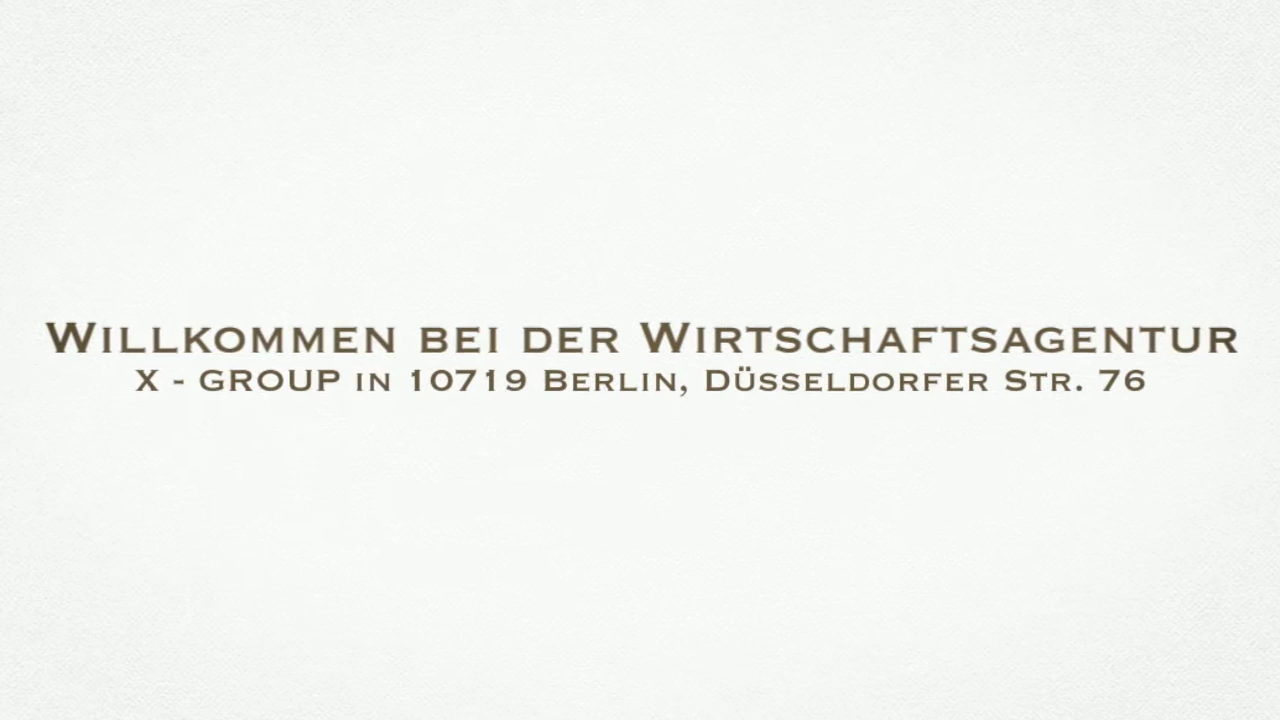 Willkommen bei der Wirtschaftsagentur
X - GROUP in 10719 Berlin, Düsseldorfer Str. 76